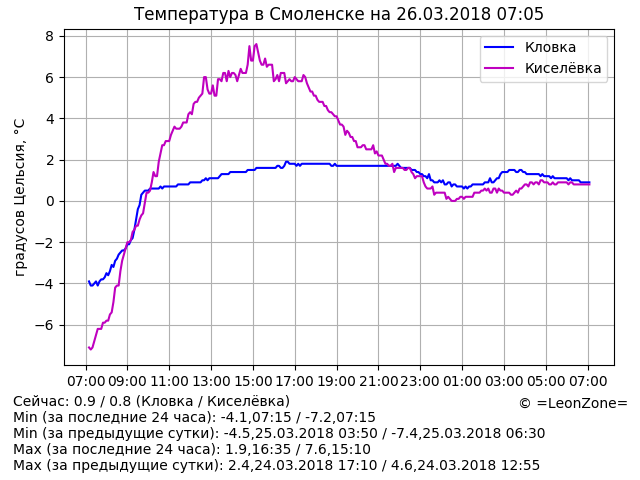 Температура в Смоленске на 26.03.2018 07:05
Кловка
Киселёвка
градусов Цельсия, °C
8
6
4
2
0
−2
−4
−6
07:00 09:00 11:00 13:00 15:00 17:00 19:00 21:00 23:00 01:00 03:00 05:00 07:00
Сейчас: 0.9 / 0.8 (Кловка / Киселёвка)
© =LeonZone=
Min (за последние 24 часа): -4.1,07:15 / -7.2,07:15
Min (за предыдущие сутки): -4.5,25.03.2018 03:50 / -7.4,25.03.2018 06:30
Max (за последние 24 часа): 1.9,16:35 / 7.6,15:10
Max (за предыдущие сутки): 2.4,24.03.2018 17:10 / 4.6,24.03.2018 12:55